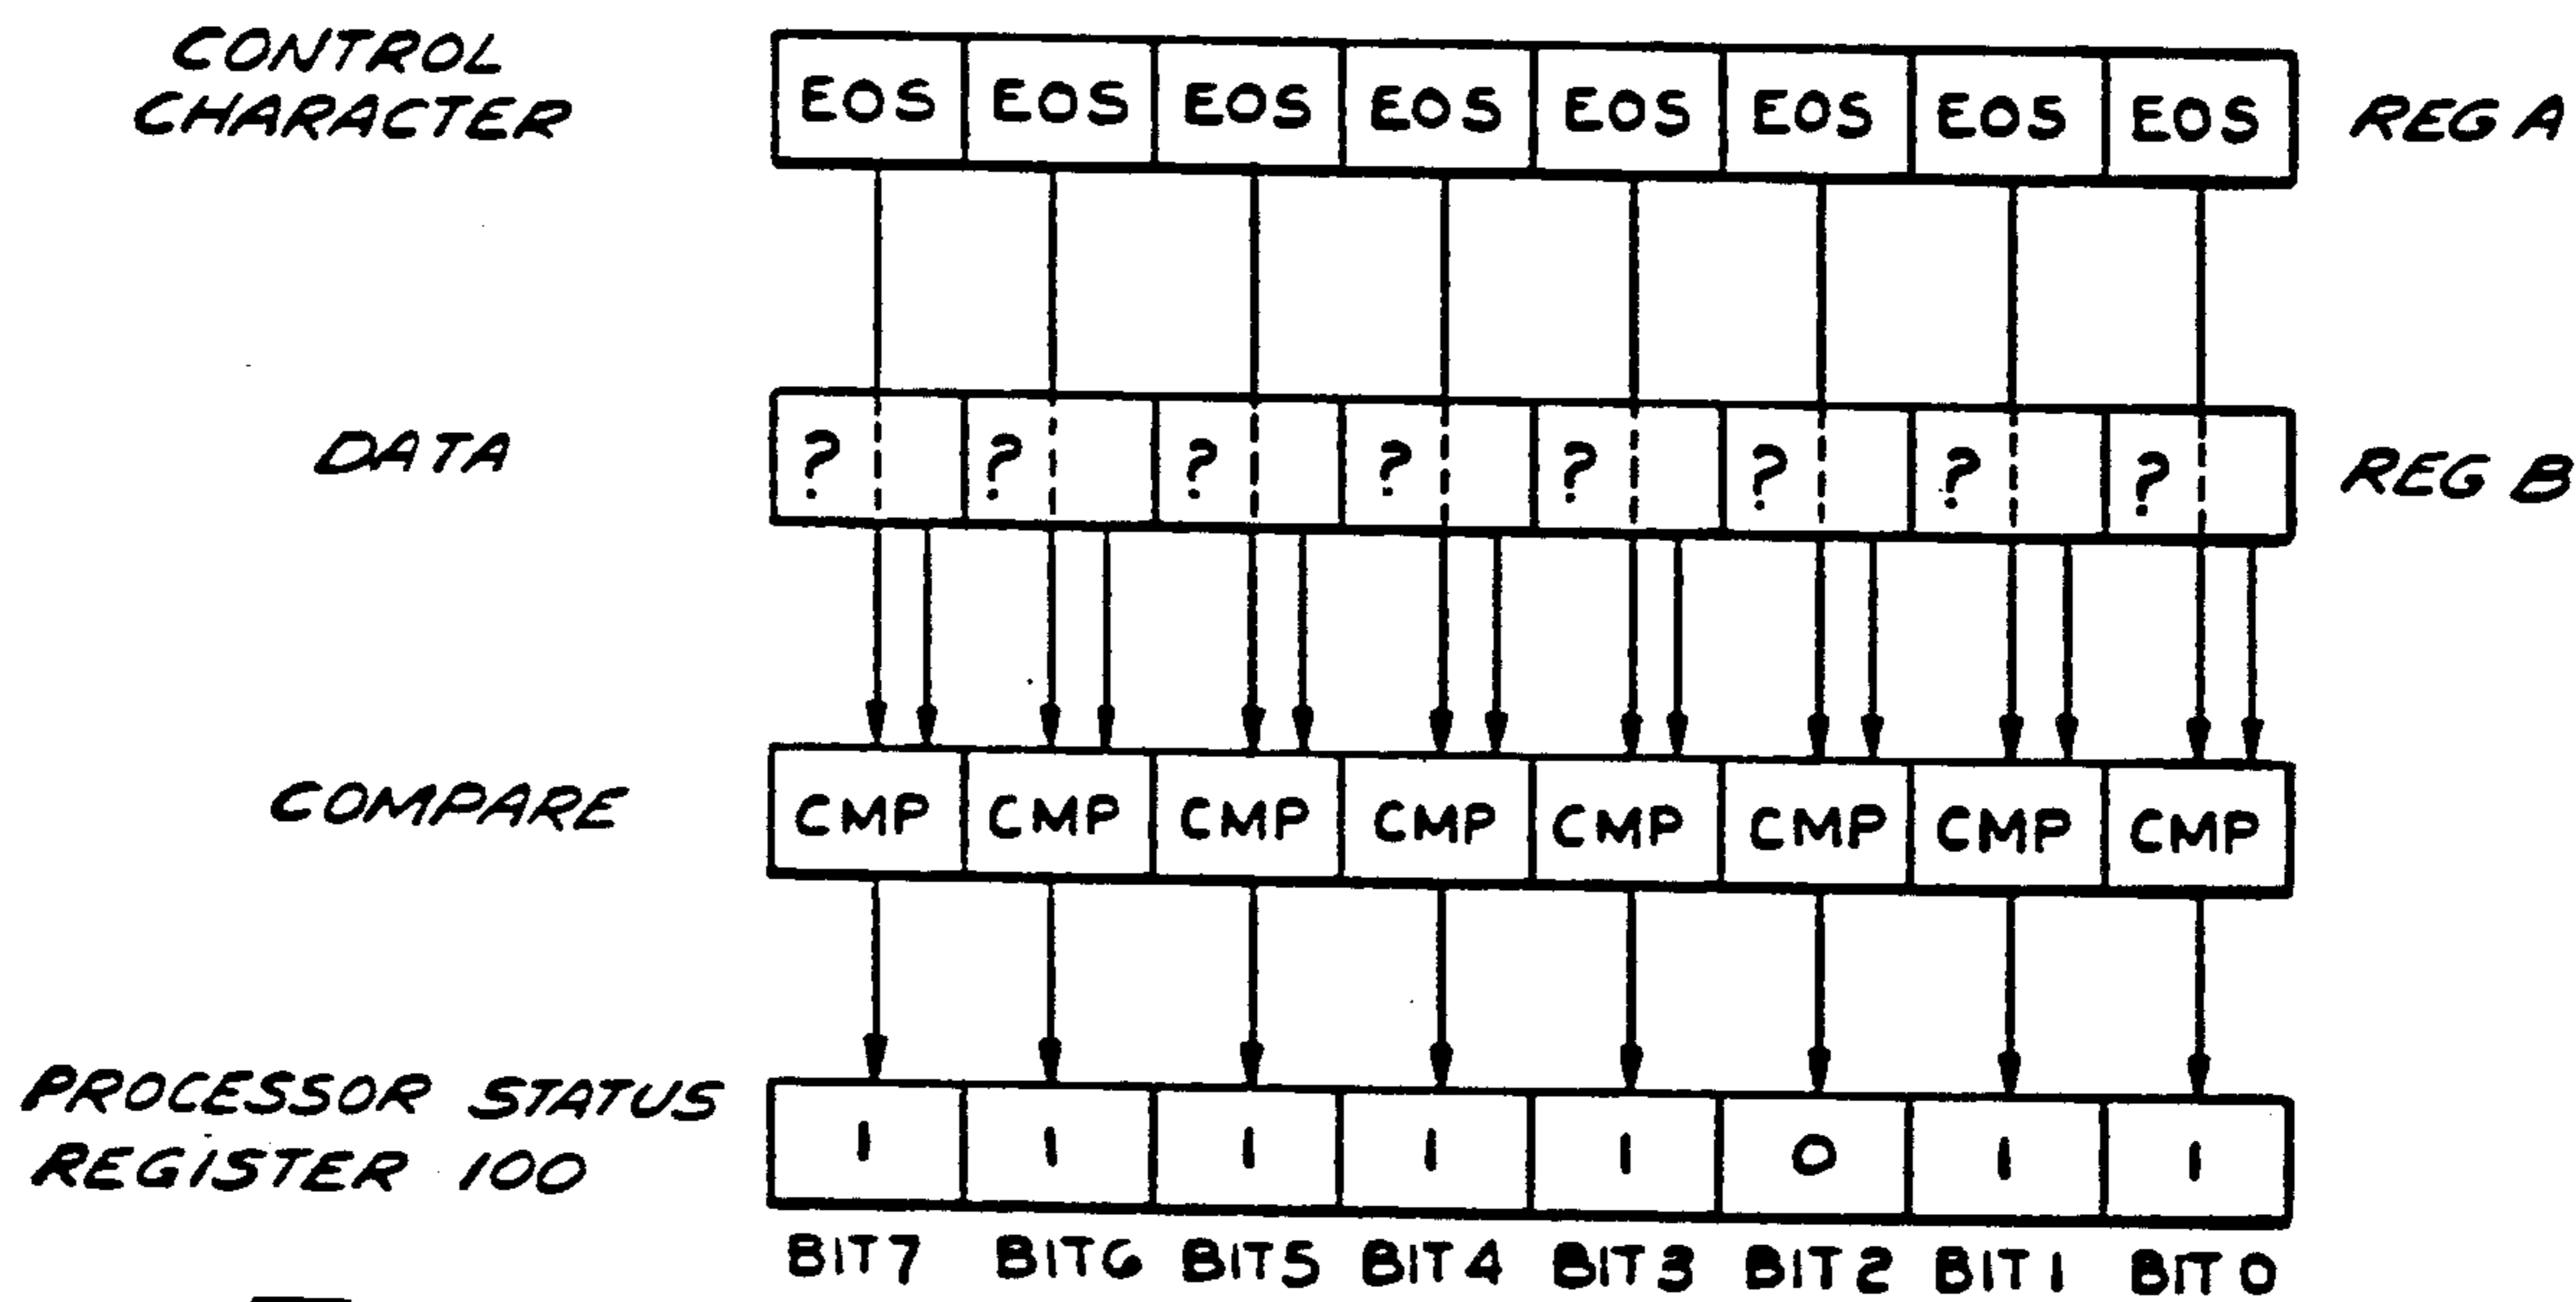 CONTROL
CHARACTER
EOS EOS EOS EOS EOS EOS EOS EOS
REG A
DATA
? ? ? ? ? ? ? ?
REG B
COMPARE
CMP CMP CMP CMP CMP CMP CMP CMP
PROCESSOR STATUS
REGISTER 100
1 1 1 1 1 0 1 1
BIT7 BIT6 BIT5 BIT4 BIT3 BIT2 BIT1 BIT0